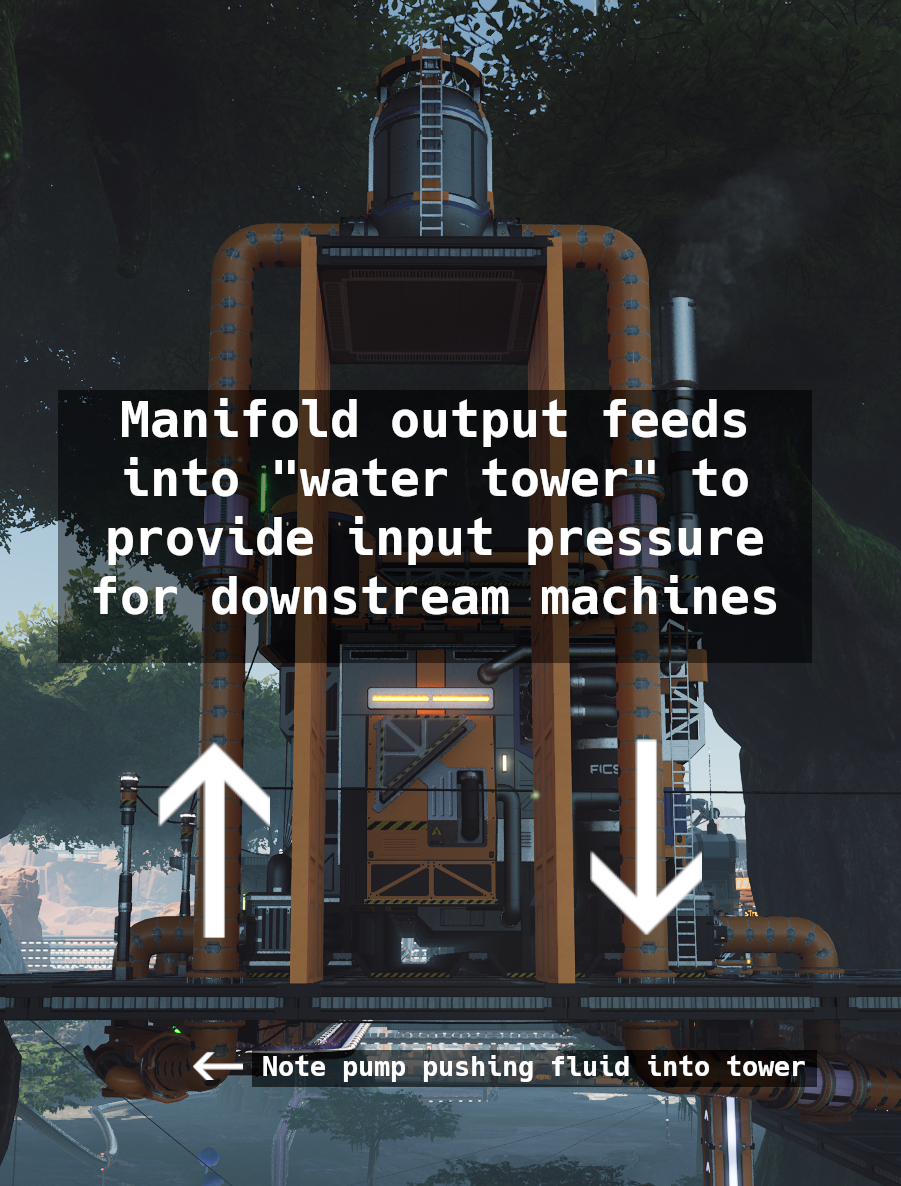 Manifold output feeds
into "water tower" to
provide input pressure
for downstream machines
FICS
Note pump pushing fluid into tower